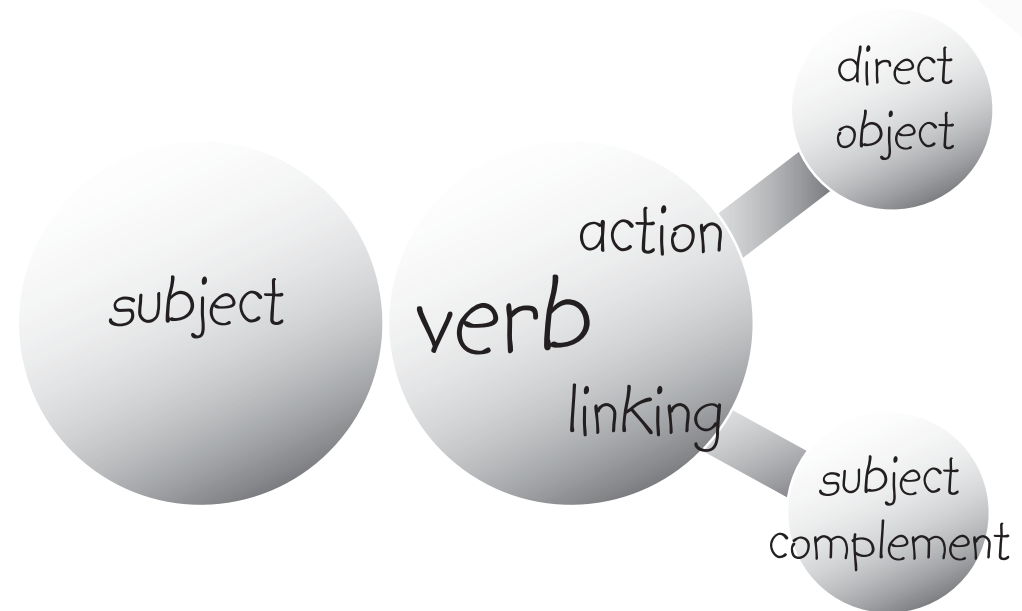 subject
verb
action
linking
direct
object
subject
complement